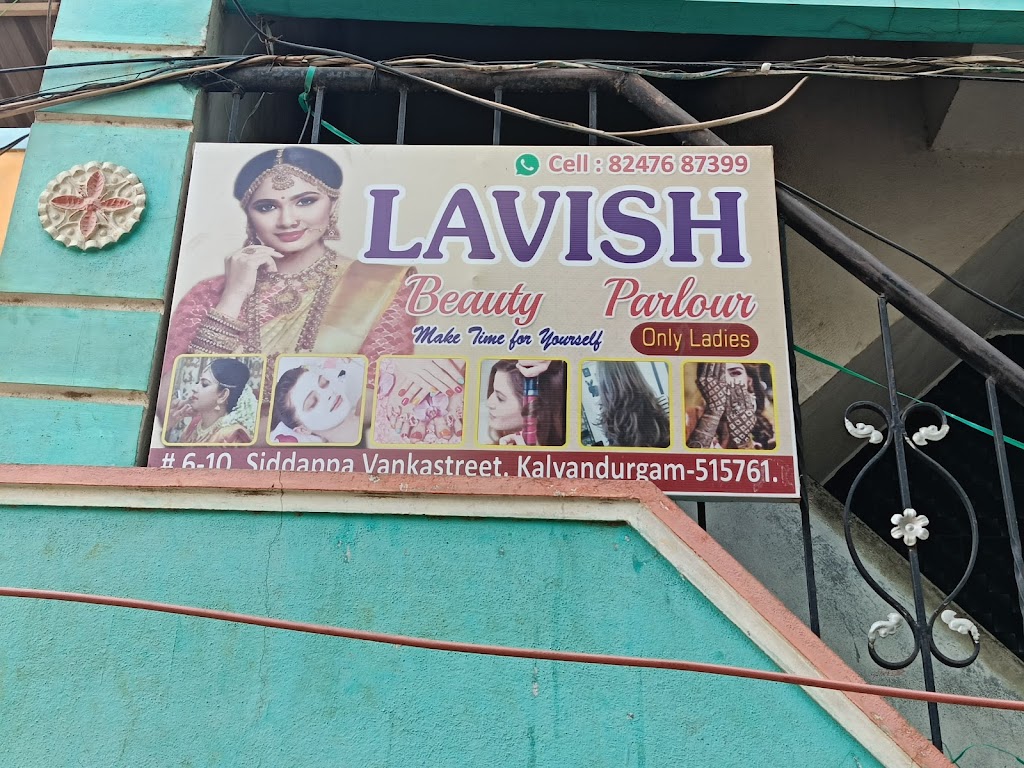 Cell : 82476 87399
LAVISH
Beauty Parlour
Make Time for Yourself
Only Ladies
# 6-10, Siddappa Vankastreet, Kalyandurgam-515761.